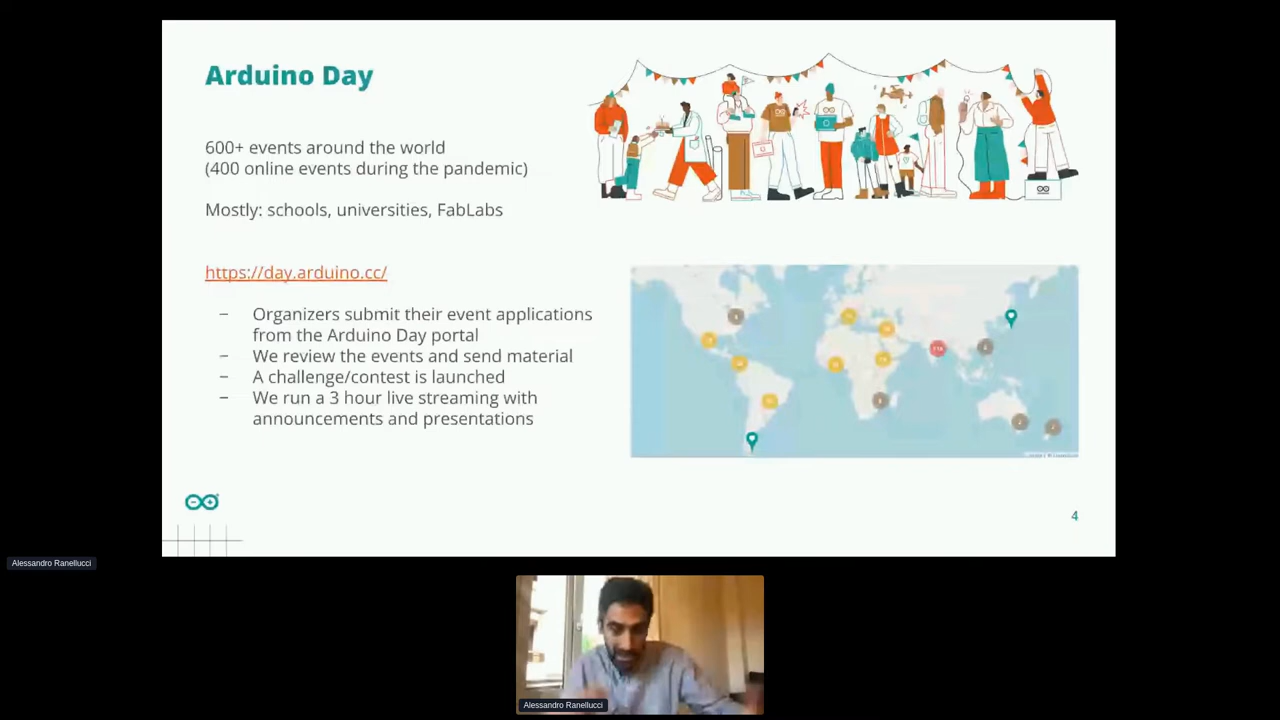 Arduino Day
600+ events around the world
(400 online events during the pandemic)
Mostly: schools, universities, FabLabs
https://day.arduino.cc/
– Organizers submit their event applications
from the Arduino Day portal
– We review the events and send material
– A challenge/contest is launched
– We run a 3 hour live streaming with
announcements and presentations
4
Alessandro Ranellucci
Alessandro Ranellucci